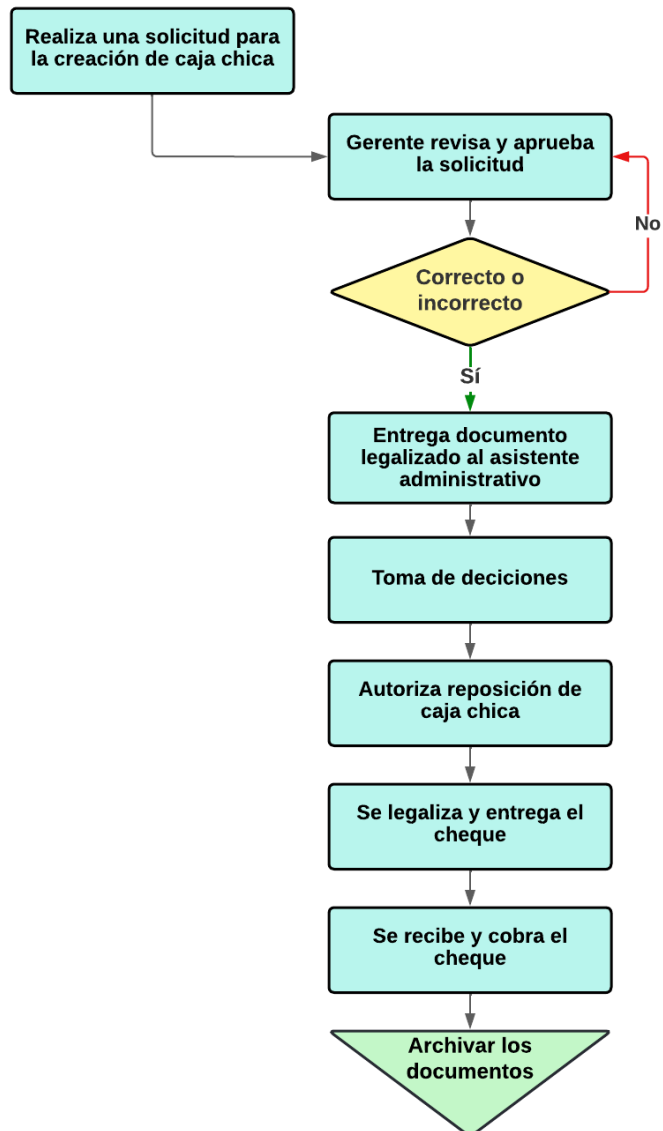 Realiza una solicitud para
la creación de caja chica
Gerente revisa y aprueba
la solicitud
No
Correcto o
incorrecto
Sí
Entrega documento
legalizado al asistente
administrativo
Toma de deciciones
Autoriza reposición de
caja chica
Se legaliza y entrega el
cheque
Se recibe y cobra el
cheque
Archivar los
documentos